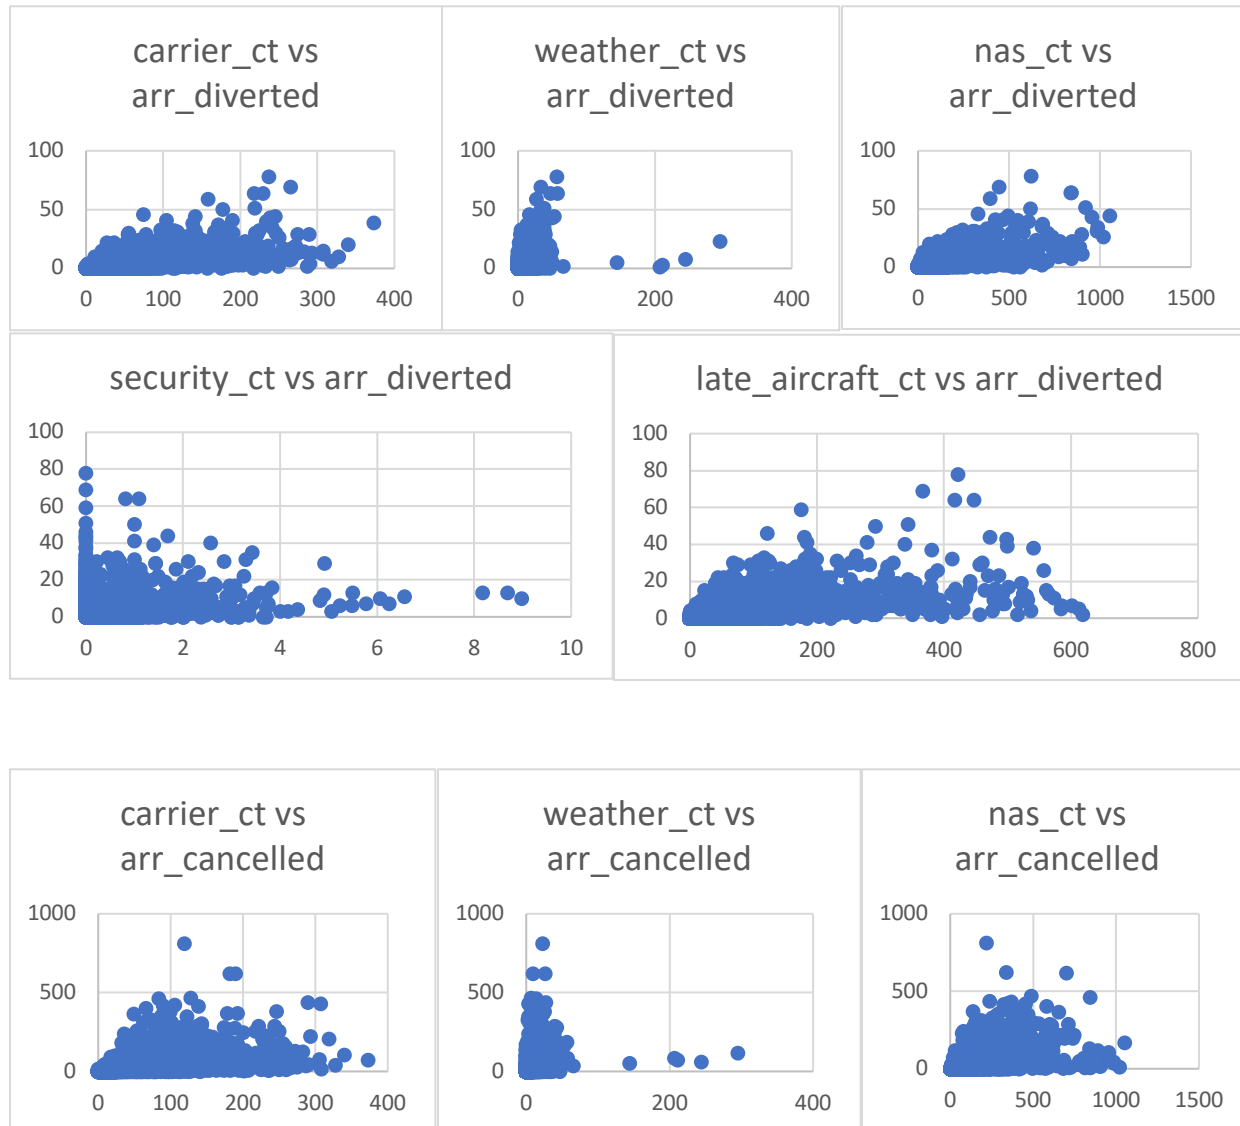 carrier_ct vs
arr_diverted
100
50
0
0 100 200 300 400
weather_ct vs
arr_diverted
100
50
0
0 200 400
nas_ct vs
arr_diverted
100
50
0
0 500 1000 1500
security_ct vs arr_diverted
100
80
60
40
20
0
0 2 4 6 8 10
late_aircraft_ct vs arr_diverted
100
80
60
40
20
0
0 200 400 600 800
carrier_ct vs
arr_cancelled
1000
500
0
0 100 200 300 400
weather_ct vs
arr_cancelled
1000
500
0
0 200 400
nas_ct vs
arr_cancelled
1000
500
0
0 500 1000 1500